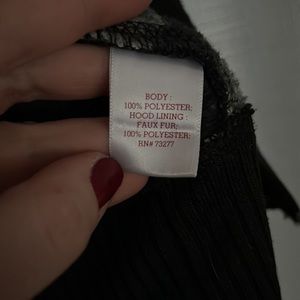 BODY :
100% POLYESTER;
HOOD LINING :
FAUX FUR;
100% POLYESTER;
RN# 73277